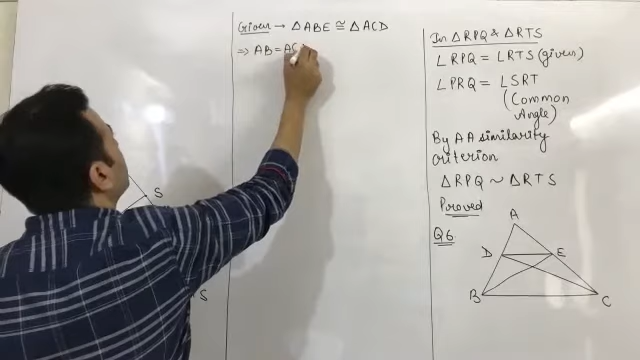 Given → △ABE ≅ △ACD
⇒ AB = AC
S
S
In △RPQ & △RTS
∠RPQ = ∠RTS (given)
∠PRQ = ∠SRT
(Common
Angle)
By AA similarity
criterion
△RPQ ~ △RTS
Proved
Q6
A
D
E
B
C